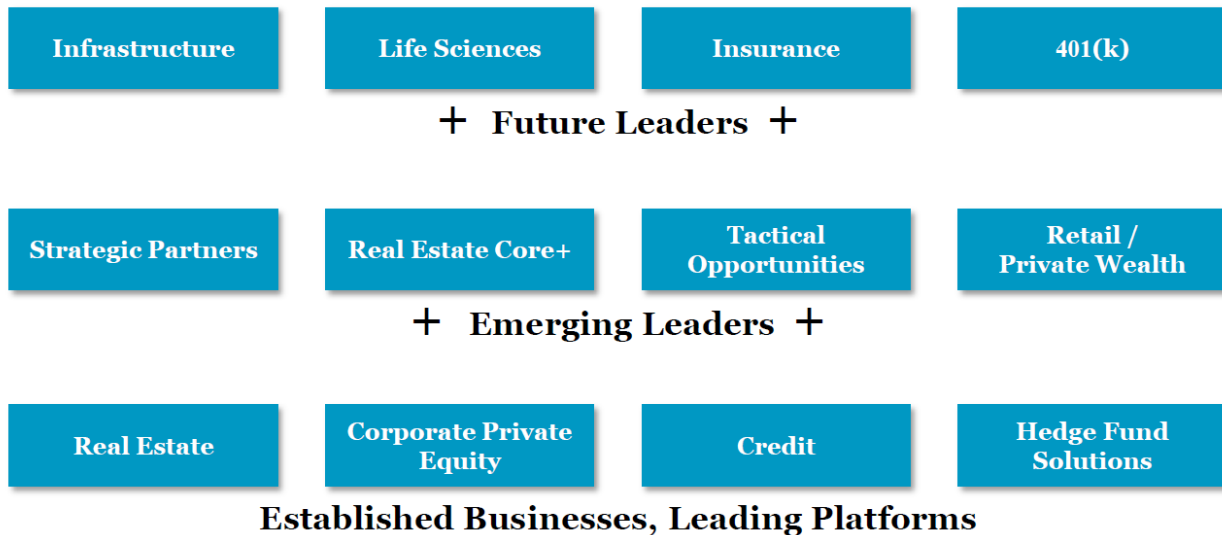 Infrastructure
Life Sciences
Insurance
401(k)
+ Future Leaders +
Strategic Partners
Real Estate Core+
Tactical
Opportunities
Retail /
Private Wealth
+ Emerging Leaders +
Real Estate
Corporate Private
Equity
Credit
Hedge Fund
Solutions
Established Businesses, Leading Platforms